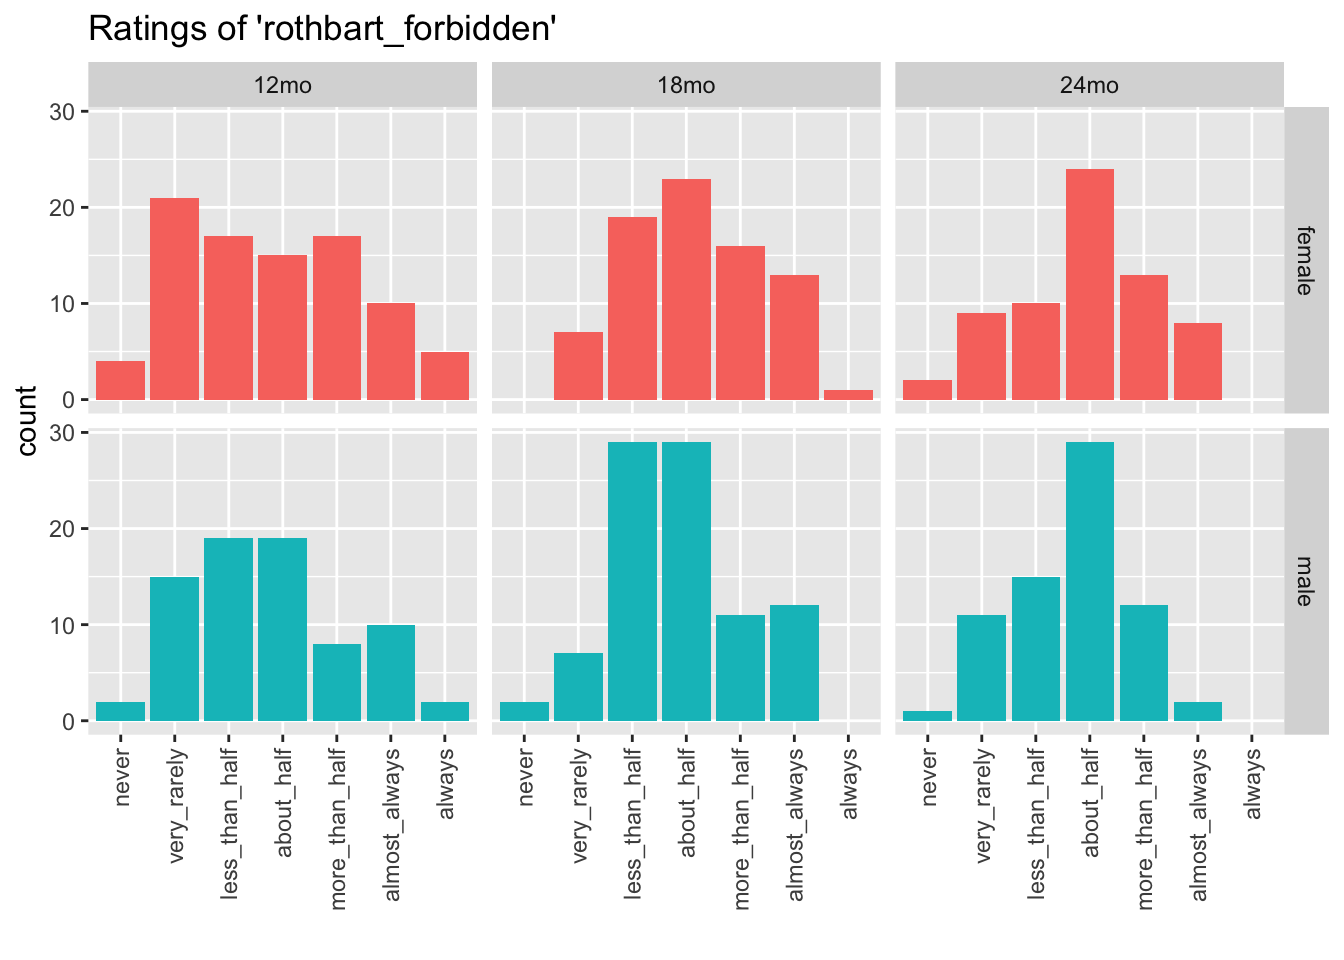 Ratings of 'rothbart_forbidden'
12mo
18mo
24mo
30
20
10
0
female
count
30
20
10
0
male
never
very_rarely
less_than_half
about_half
more_than_half
almost_always
always
never
very_rarely
less_than_half
about_half
more_than_half
almost_always
always
never
very_rarely
less_than_half
about_half
more_than_half
almost_always
always